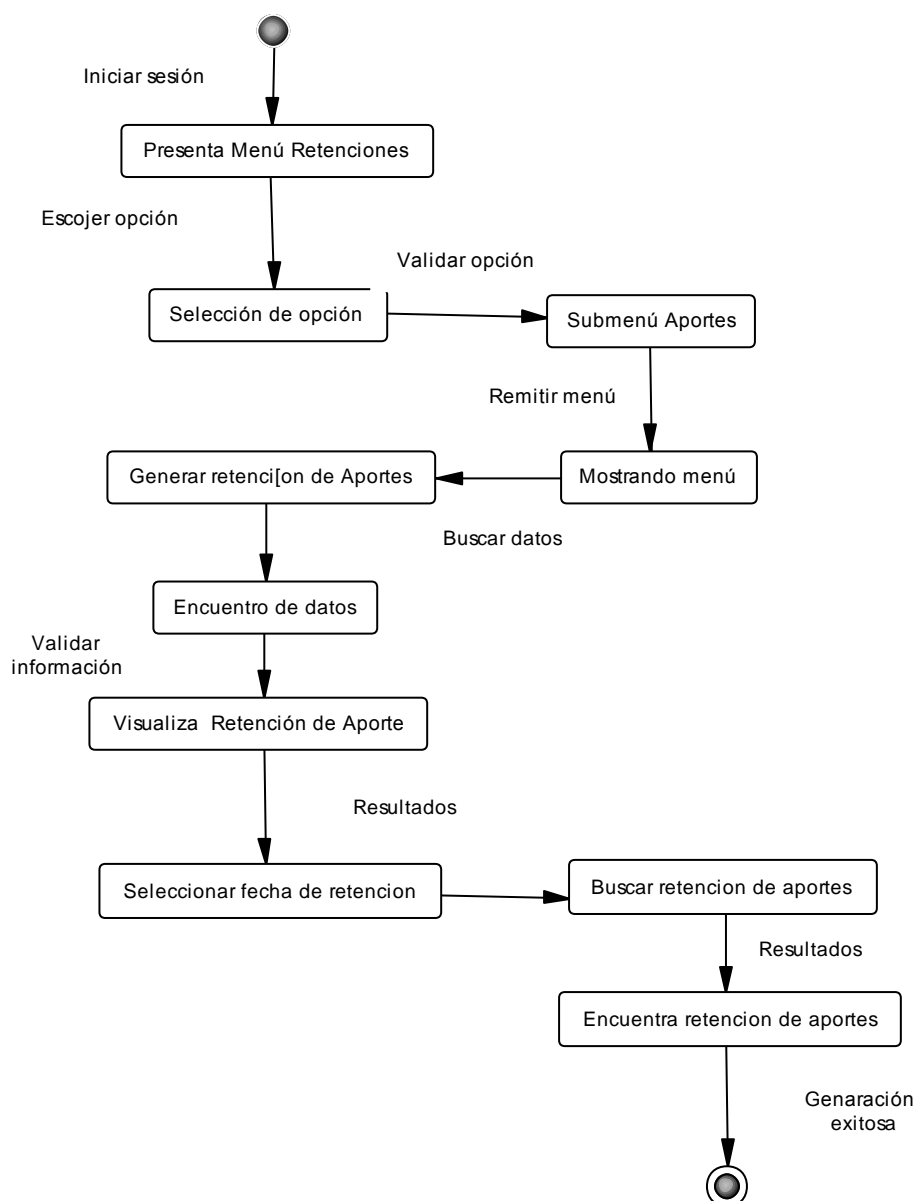 Iniciar sesión
Presenta Menú Retenciones
Escojer opción
Validar opción
Selección de opción
Submenú Aportes
Remitir menú
Mostrando menú
Generar retenci[on de Aportes
Buscar datos
Encuentro de datos
Validar
información
Visualiza Retención de Aporte
Resultados
Seleccionar fecha de retencion
Buscar retencion de aportes
Resultados
Encuentra retencion de aportes
Genaración
exitosa